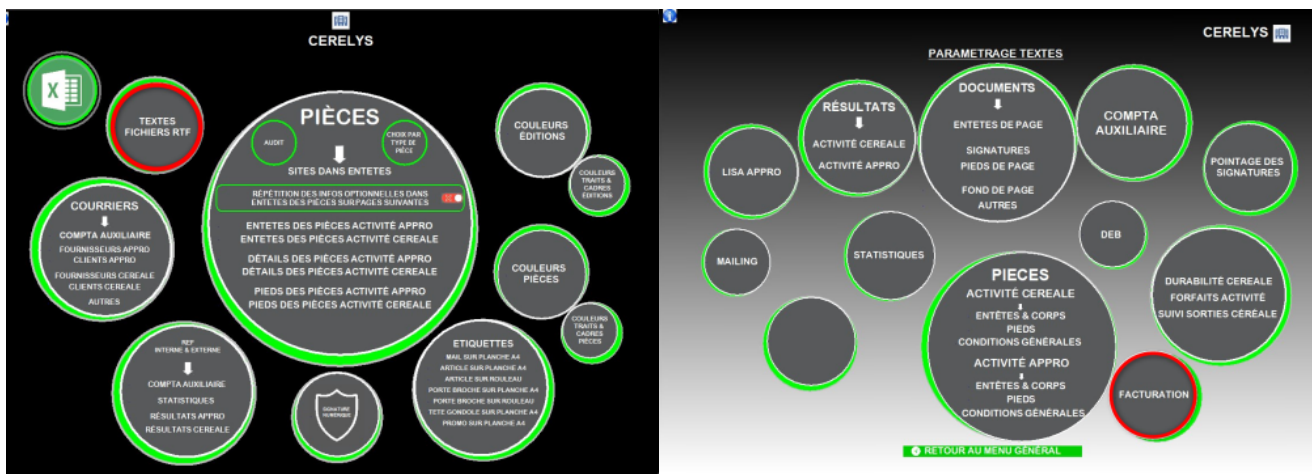 CERELYS
TEXTES
FICHIERS RTF
PIÈCES
AUDIT
CHOIX PAR
TYPE DE
PIÈCE
SITES DANS ENTETES
RÉPÉTITION DES INFOS OPTIONNELLES DANS
ENTETES DES PIÈCES SUR PAGES SUIVANTES
ENTETES DES PIÈCES ACTIVITÉ APPRO
ENTETES DES PIÈCES ACTIVITÉ CEREALE
DÉTAILS DES PIÈCES ACTIVITÉ APPRO
DÉTAILS DES PIÈCES ACTIVITÉ CEREALE
PIEDS DES PIÈCES ACTIVITÉ APPRO
PIEDS DES PIÈCES ACTIVITÉ CEREALE
COULEURS
ÉDITIONS
COULEURS
TRAITS &
CADRES
ÉDITIONS
COURRIERS
COMPTA AUXILIAIRE
FOURNISSEURS APPRO
CLIENTS APPRO
FOURNISSEURS CEREALE
CLIENTS CEREALE
AUTRES
COULEURS
PIÈCES
COULEURS
TRAITS &
CADRES
PIÈCES
REF
INTERNE & EXTERNE
COMPTA AUXILIAIRE
STATISTIQUES
RÉSULTATS APPRO
RÉSULTATS CEREALE
SIGNATURE
NUMÉRIQUE
ETIQUETTES
MAIL SUR PLANCHE A4
ARTICLE SUR PLANCHE A4
ARTICLE SUR ROULEAU
PORTE BROCHE SUR PLANCHE A4
PORTE BROCHE SUR ROULEAU
TETE GONDOLE SUR PLANCHE A4
PROMO SUR PLANCHE A4
CERELYS
PARAMETRAGE TEXTES
LISA APPRO
RÉSULTATS
ACTIVITÉ CEREALE
ACTIVITÉ APPRO
DOCUMENTS
ENTETES DE PAGE
SIGNATURES
PIEDS DE PAGE
FOND DE PAGE
AUTRES
COMPTA
AUXILIAIRE
POINTAGE DES
SIGNATURES
MAILING
STATISTIQUES
DEB
PIECES
ACTIVITÉ CEREALE
ENTÊTES & CORPS
PIEDS
CONDITIONS GÉNÉRALES
ACTIVITÉ APPRO
ENTÊTES & CORPS
PIEDS
CONDITIONS GÉNÉRALES
DURABILITÉ CEREALE
FORFAITS ACTIVITÉ
SUIVI SORTIES CÉRÉALE
FACTURATION
RETOUR AU MENU GÉNÉRAL